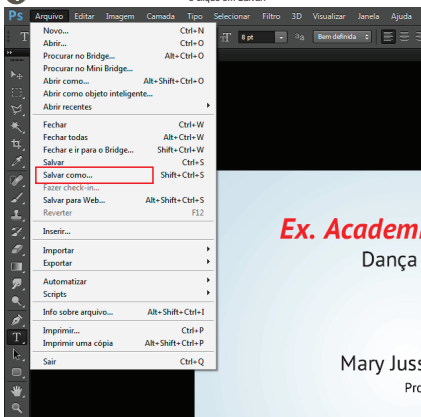 Ps Arquivo Editar Imagem Camada Tipo Selecionar Filtro 3D Visualizar Janela Ajuda
T 8 pt aa Bem definida
Novo... Ctrl+N
Abrir... Ctrl+O
Procurar no Bridge... Alt+Ctrl+O
Procurar no Mini Bridge...
Abrir como... Alt+Shift+Ctrl+O
Abrir como objeto inteligente...
Abrir recentes
Fechar Ctrl+W
Fechar todas Alt+Ctrl+W
Fechar e ir para o Bridge... Shift+Ctrl+W
Salvar Ctrl+S
Salvar como... Shift+Ctrl+S
Fazer check-in...
Salvar para Web... Alt+Shift+Ctrl+S
Reverter F12
Inserir...
Importar
Exportar
Automatizar
Scripts
Info sobre arquivo... Alt+Shift+Ctrl+I
Imprimir... Ctrl+P
Imprimir uma cópia Alt+Shift+Ctrl+P
Sair Ctrl+Q
Ex. Academi
Dança
Mary Juss
Pro